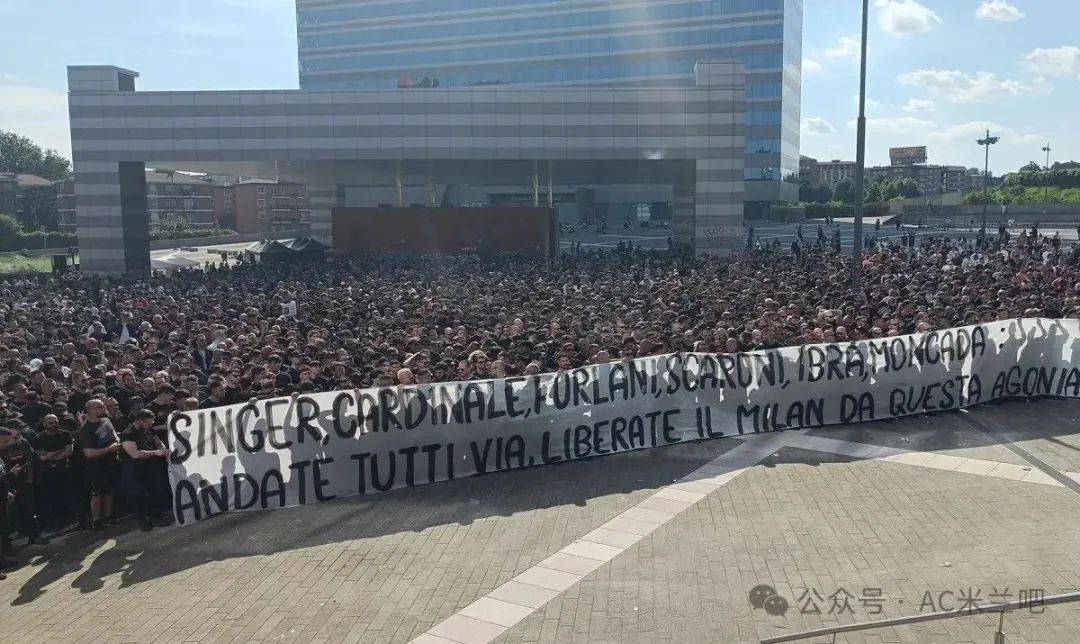 SINGER, CARDINALE, FURLANI, SCARONI, IBRA, MONCADA
ANDATE TUTTI VIA, LIBERATE IL MILAN DA QUESTA AGONIA
公众号 · AC米兰吧